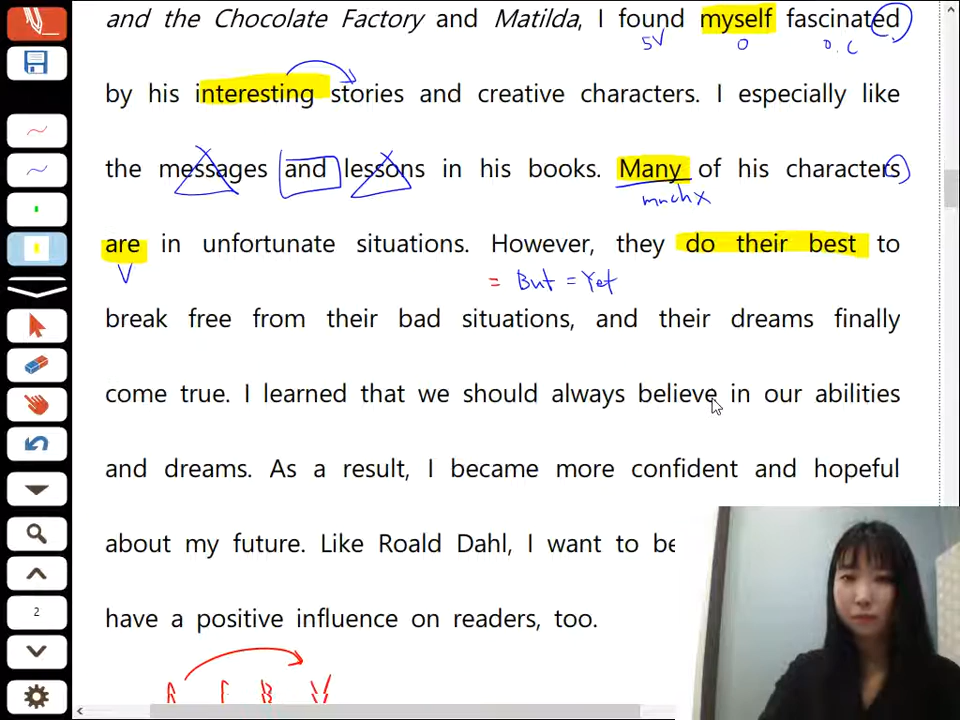 and the Chocolate Factory and Matilda, I found myself fascinated
5V O O.C
by his interesting stories and creative characters. I especially like
the messages and lessons in his books. Many of his characters
much X
are in unfortunate situations. However, they do their best to
V = But = Yet
break free from their bad situations, and their dreams finally
come true. I learned that we should always believe in our abilities
and dreams. As a result, I became more confident and hopeful
about my future. Like Roald Dahl, I want to be
have a positive influence on readers, too.
B V
2